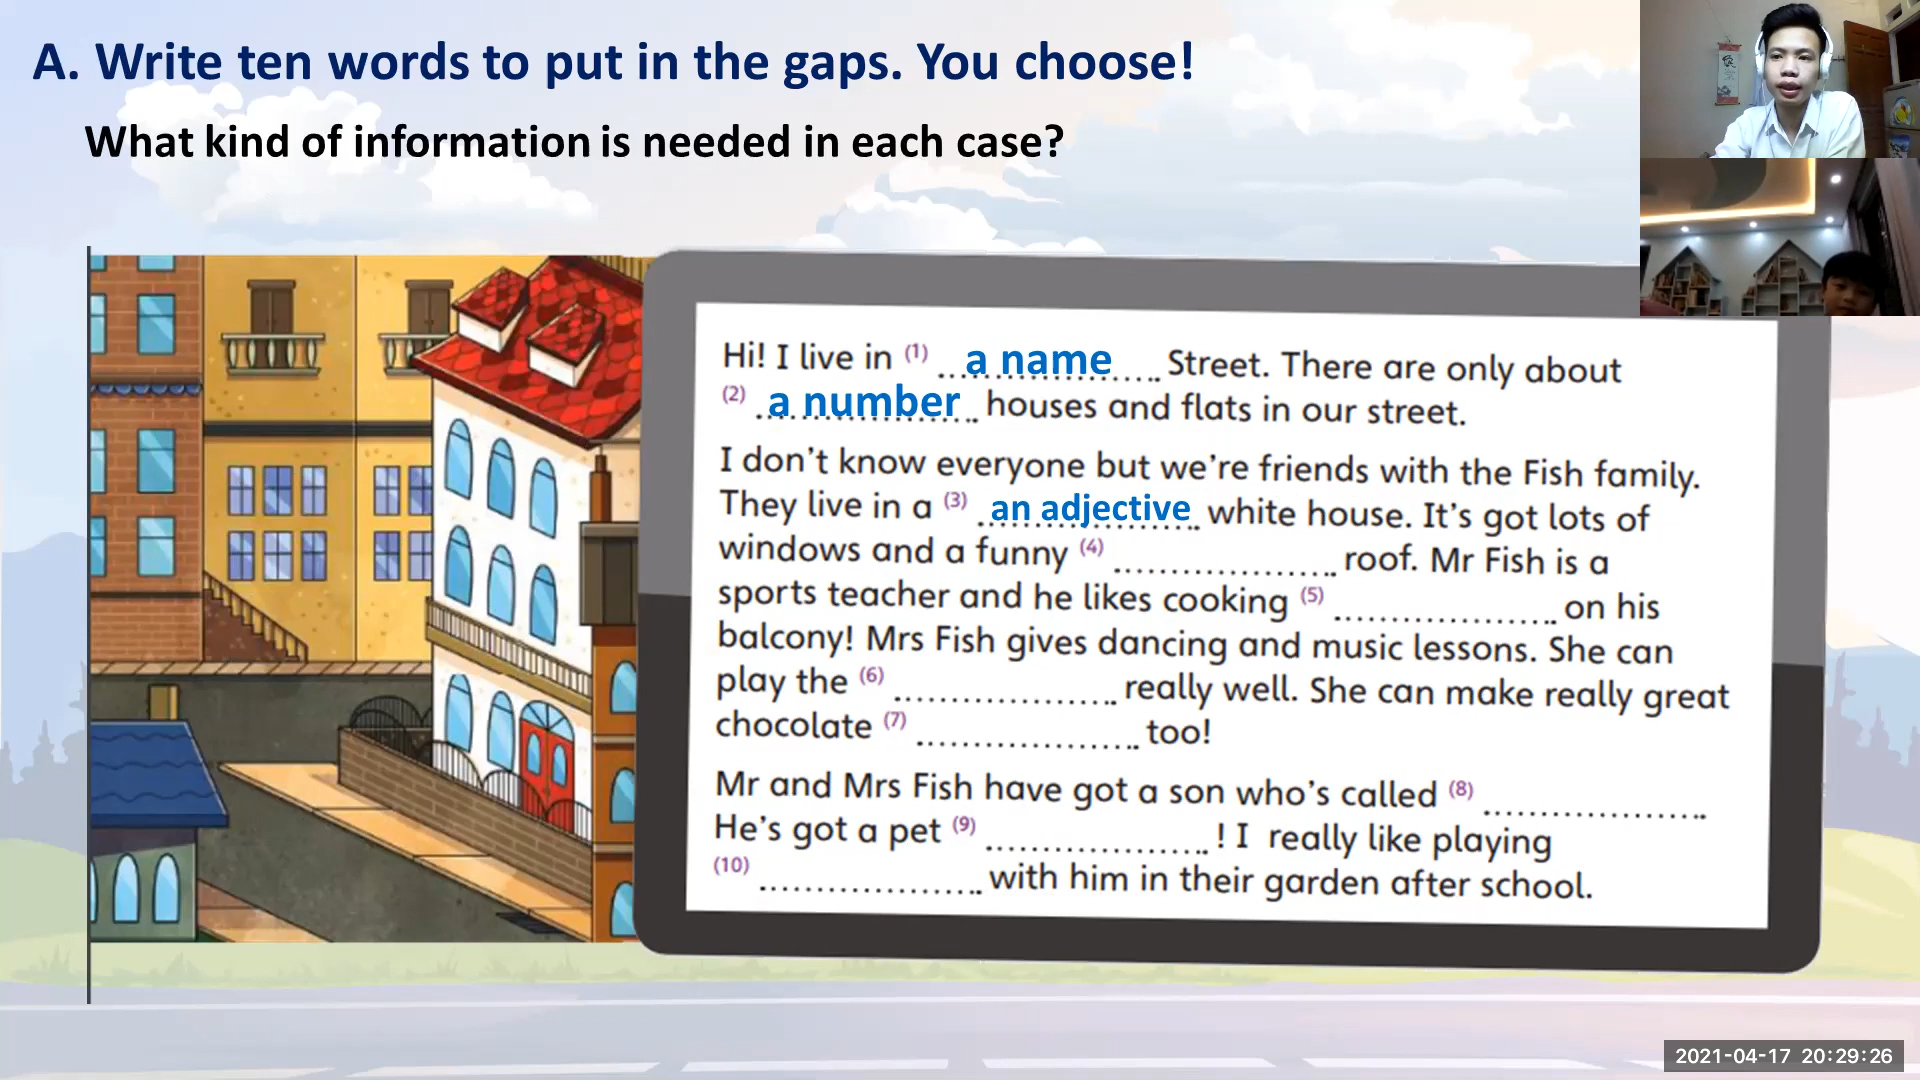 A. Write ten words to put in the gaps. You choose!
What kind of information is needed in each case?
Hi! I live in (1) a name Street. There are only about
(2) a number houses and flats in our street.
I don't know everyone but we're friends with the Fish family.
They live in a (3) an adjective white house. It's got lots of
windows and a funny (4) .................... roof. Mr Fish is a
sports teacher and he likes cooking (5) .................... on his
balcony! Mrs Fish gives dancing and music lessons. She can
play the (6) .................... really well. She can make really great
chocolate (7) .................... too!
Mr and Mrs Fish have got a son who's called (8) ....................
He's got a pet (9) .................... ! I really like playing
(10) .................... with him in their garden after school.
2021-04-17 20:29:26